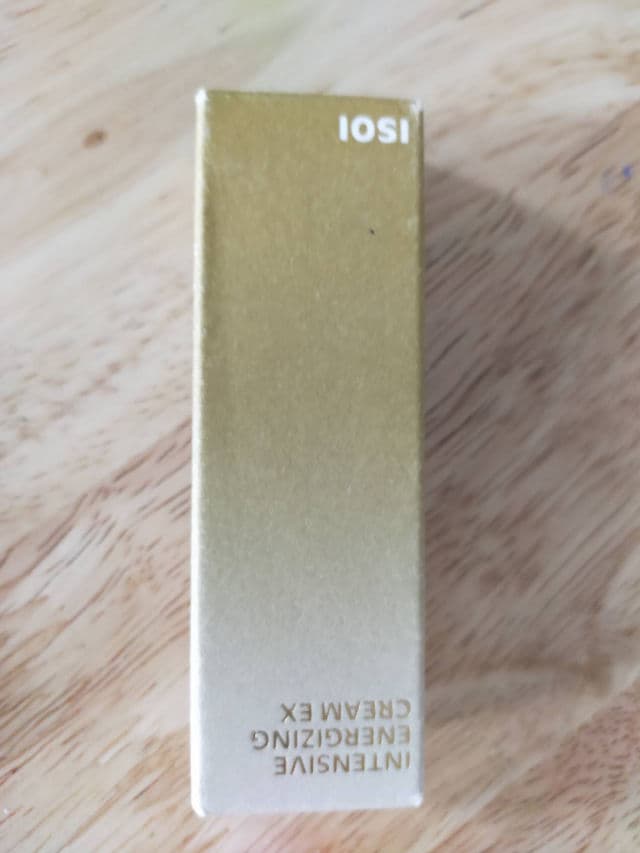 INTENSIVE
ENERGIZING
CREAM EX
ISOI